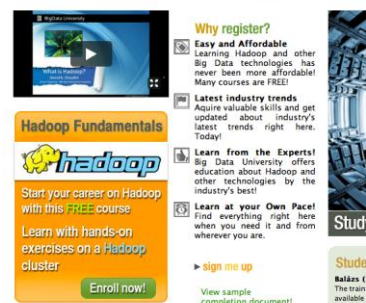 BigData University
What is Hadoop?
Hadoop Fundamentals
hadoop
Start your career on Hadoop
with this FREE course
Learn with hands-on
exercises on a Hadoop
cluster
Enroll now!
Why register?
Easy and Affordable
Learning Hadoop and other
Big Data technologies has
never been more affordable!
Many courses are FREE!
Latest industry trends
Aquire valuable skills and get
updated about industry's
latest trends right here.
Today!
Learn from the Experts!
Big Data University offers
education about Hadoop and
other technologies by the
industry's best!
Learn at your Own Pace!
Find everything right here
when you need it and from
wherever you are.
sign me up
View sample
completion document!
Stud
Stude
Balázs (
The train
available